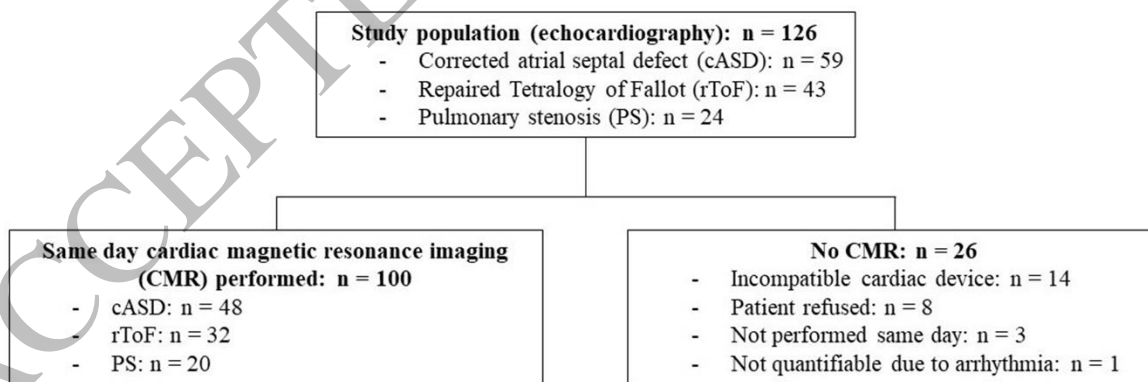 Study population (echocardiography): n = 126
- Corrected atrial septal defect (cASD): n = 59
- Repaired Tetralogy of Fallot (rToF): n = 43
- Pulmonary stenosis (PS): n = 24
Same day cardiac magnetic resonance imaging
(CMR) performed: n = 100
- cASD: n = 48
- rToF: n = 32
- PS: n = 20
No CMR: n = 26
- Incompatible cardiac device: n = 14
- Patient refused: n = 8
- Not performed same day: n = 3
- Not quantifiable due to arrhythmia: n = 1